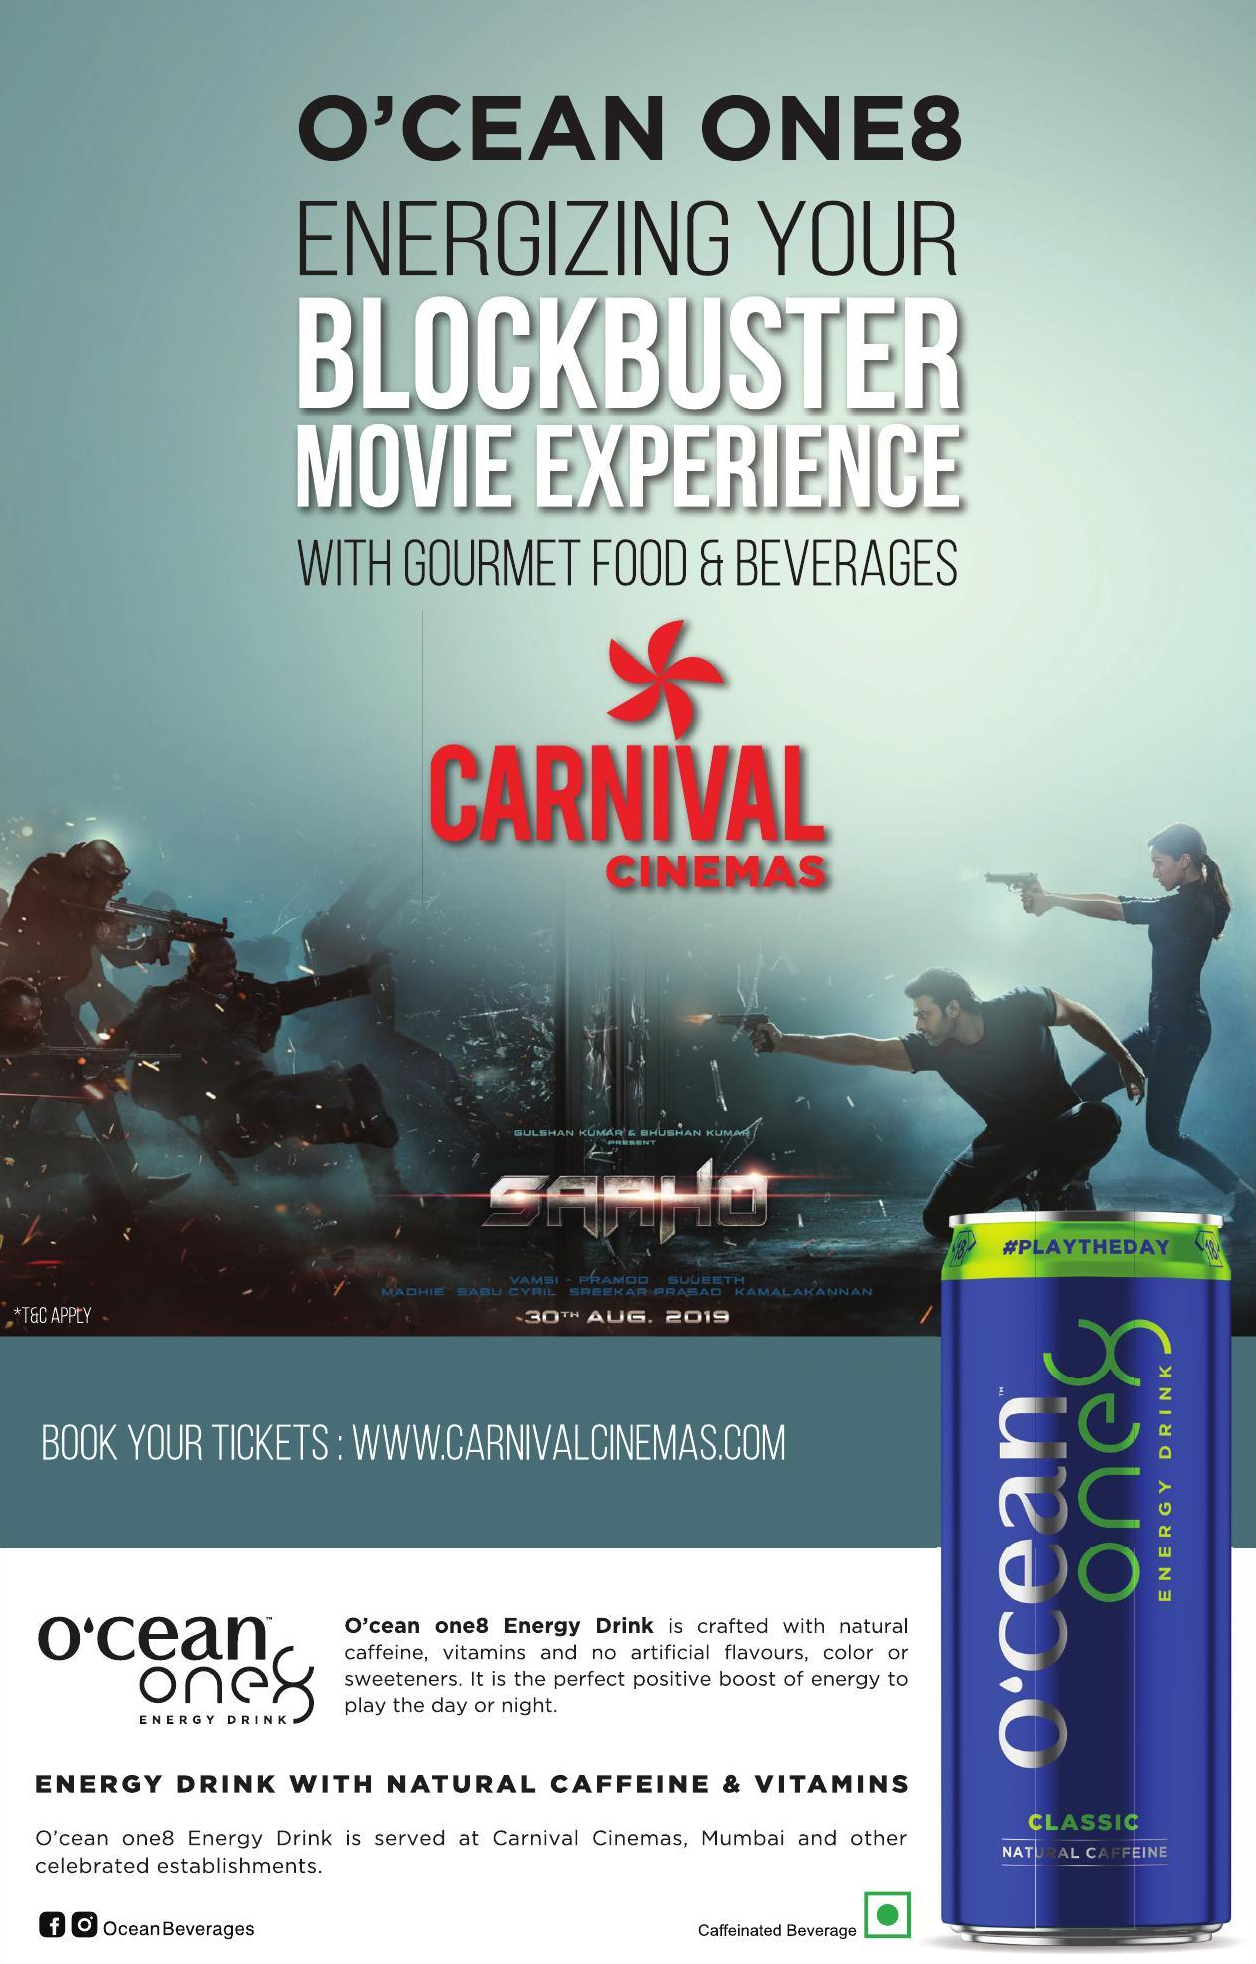 O'CEAN ONE8
ENERGIZING YOUR
BLOCKBUSTER
MOVIE EXPERIENCE
WITH GOURMET FOOD & BEVERAGES
CARNIVAL
CINEMAS
GULSHAN KUMAR & BHUSHAN KUMAR
PRESENT
SAAHO
VAMSI - PRAMOD SUJEETH
MADHIE SABU CYRIL SREEKAR PRASAD KAMALAKANNAN
30TH AUG. 2019
*T&C APPLY
#PLAYTHEDAY
18
18
BOOK YOUR TICKETS : WWW.CARNIVALCINEMAS.COM
o'cean™
one8
ENERGY DRINK
CLASSIC
NATURAL CAFFEINE
o'cean™
one8
ENERGY DRINK
O'cean one8 Energy Drink is crafted with natural
caffeine, vitamins and no artificial flavours, color or
sweeteners. It is the perfect positive boost of energy to
play the day or night.
ENERGY DRINK WITH NATURAL CAFFEINE & VITAMINS
O'cean one8 Energy Drink is served at Carnival Cinemas, Mumbai and other
celebrated establishments.
OceanBeverages
Caffeinated Beverage